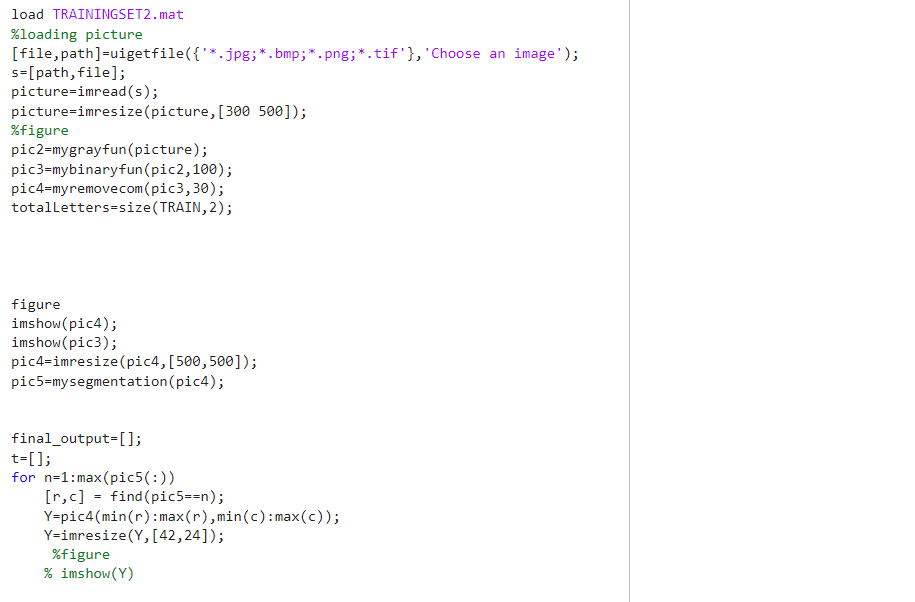 load TRAININGSET2.mat
%loading picture
[file,path]=uigetfile({'*.jpg;*.bmp;*.png;*.tif'},'Choose an image');
s=[path,file];
picture=imread(s);
picture=imresize(picture,[300 500]);
%figure
pic2=mygrayfun(picture);
pic3=mybinaryfun(pic2,100);
pic4=myremovecom(pic3,30);
totalLetters=size(TRAIN,2);
figure
imshow(pic4);
imshow(pic3);
pic4=imresize(pic4,[500,500]);
pic5=mysegmentation(pic4);
final_output=[];
t=[];
for n=1:max(pic5(:))
    [r,c] = find(pic5==n);
    Y=pic4(min(r):max(r),min(c):max(c));
    Y=imresize(Y,[42,24]);
     %figure
    % imshow(Y)